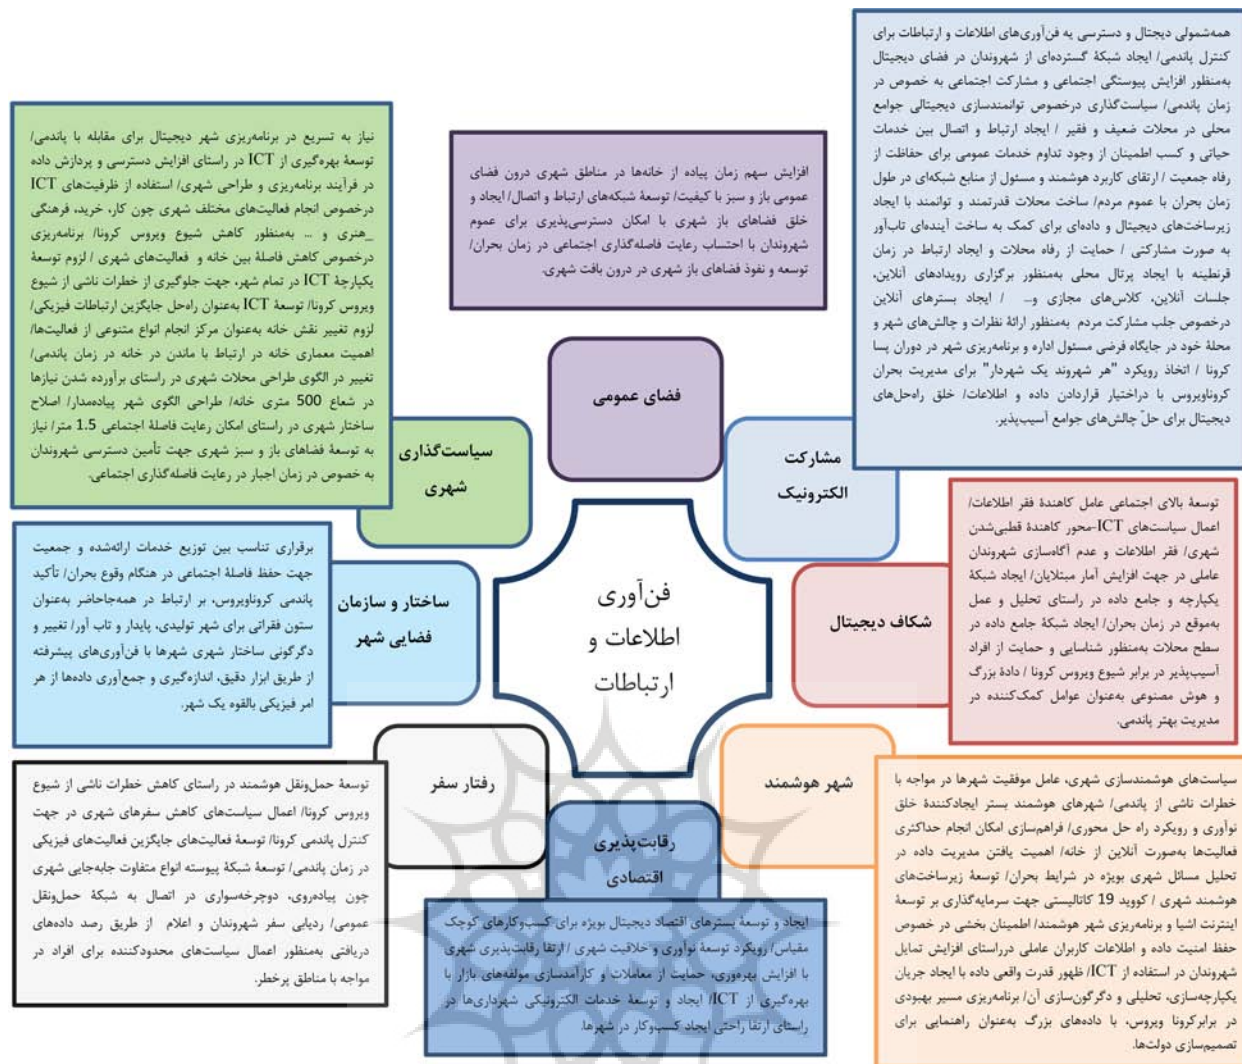 همه‌شمولی دیجتال و دسترسی یه فن‌آوری‌های اطلاعات و ارتباطات برای
کنترل پاندمی/ ایجاد شبکۀ گسترده‌ای از شهروندان در فضای دیجیتال
به‌منظور افزایش پیوستگی اجتماعی و مشارکت اجتماعی به خصوص در
زمان پاندمی/ سیاست‌گذاری درخصوص توانمندسازی دیجیتالی جوامع
محلی در محلات ضعیف و فقیر / ایجاد ارتباط و اتصال بین خدمات
حیاتی و کسب اطمینان از وجود تداوم خدمات عمومی برای حفاظت از
رفاه جمعیت / ارتقای کاربرد هوشمند و مسئول از منابع شبکه‌ای در طول
زمان بحران با عموم مردم/ ساخت محلات قدرتمند و توانمند با ایجاد
زیرساخت‌های دیجیتال و داده‌ای برای کمک به ساخت آینده‌ای تاب‌آور
به صورت مشارکتی / حمایت از رفاه محلات و ایجاد ارتباط در زمان
قرنطینه با ایجاد پرتال محلی به‌منظور برگزاری رویدادهای آنلاین،
جلسات آنلاین، کلاس‌های مجازی و... / ایجاد بسترهای آنلاین
درخصوص جلب مشارکت مردم به‌منظور ارائۀ نظرات و چالش‌های شهر و
محلۀ خود در جایگاه فرضی مسئول اداره و برنامه‌ریزی شهر در دوران پسا
کرونا / اتخاذ رویکرد "هر شهروند یک شهردار" برای مدیریت بحران
کروناویروس با دراختیار قراردادن داده و اطلاعات/ خلق راه‌حل‌های
دیجیتال برای حلّ چالش‌های جوامع آسیب‌پذیر.
افزایش سهم زمان پیاده از خانه‌ها در مناطق شهری درون فضای
عمومی باز و سبز با کیفیت/ توسعۀ شبکه‌های ارتباط و اتصال/ ایجاد و
خلق فضاهای باز شهری با امکان دسترسی‌پذیری برای عموم
شهروندان با احتساب رعایت فاصله‌گذاری اجتماعی در زمان بحران/
توسعه و نفوذ فضاهای باز شهری در درون بافت شهری.
نیاز به تسریع در برنامه‌ریزی شهر دیجیتال برای مقابله با پاندمی/
توسعۀ بهره‌گیری از ICT در راستای افزایش دسترسی و پردازش داده
در فرآیند برنامه‌ریزی و طراحی شهری/ استفاده از ظرفیت‌های ICT
درخصوص انجام فعالیت‌های مختلف شهری چون کار، خرید، فرهنگی
_هنری و ... به‌منظور کاهش شیوع ویروس کرونا/ برنامه‌ریزی
درخصوص کاهش فاصلۀ بین خانه و فعالیت‌های شهری / لزوم توسعۀ
یکپارچۀ ICT در تمام شهر، جهت جلوگیری از خطرات ناشی از شیوع
ویروس کرونا/ توسعۀ ICT به‌عنوان راه‌حل جایگزین ارتباطات فیزیکی/
لزوم تغییر نقش خانه به‌عنوان مرکز انجام انواع متنوعی از فعالیت‌ها/
اهمیت معماری خانه در ارتباط با ماندن در خانه در زمان پاندمی/
تغییر در الگوی طراحی محلات شهری در راستای برآورده شدن نیازها
در شعاع 500 متری خانه/ طراحی الگوی شهر پیاده‌مدار/ اصلاح
ساختار شهری در راستای امکان رعایت فاصلۀ اجتماعی 1.5 متر/ نیاز
به توسعۀ فضاهای باز و سبز شهری جهت تأمین دسترسی شهروندان
به خصوص در زمان اجبار در رعایت فاصله‌گذاری اجتماعی.
فضای عمومی
مشارکت
الکترونیک
سیاست‌گذاری
شهری
توسعۀ بالای اجتماعی عامل کاهندۀ فقر اطلاعات/
اعمال سیاست‌های ICT-محور کاهندۀ قطبی‌شدن
شهری/ فقر اطلاعات و عدم آگاه‌سازی شهروندان
عاملی در جهت افزایش آمار مبتلایان/ ایجاد شبکۀ
یکپارچه و جامع داده در راستای تحلیل و عمل
به‌موقع در زمان بحران/ ایجاد شبکۀ جامع داده در
سطح محلات به‌منظور شناسایی و حمایت از افراد
آسیب‌پذیر در برابر شیوع ویروس کرونا / دادۀ بزرگ
و هوش مصنوعی به‌عنوان عوامل کمک‌کننده در
مدیریت بهتر پاندمی.
شکاف دیجیتال
فن‌آوری
اطلاعات و
ارتباطات
ساختار و سازمان
فضایی شهر
برقراری تناسب بین توزیع خدمات ارائه‌شده و جمعیت
جهت حفظ فاصلۀ اجتماعی در هنگام وقوع بحران/ تأکید
پاندمی کروناویروس، بر ارتباط در همه‌جاحاضر به‌عنوان
ستون فقراتی برای شهر تولیدی، پایدار و تاب آور/ تغییر و
دگرگونی ساختار شهری شهرها با فن‌آوری‌های پیشرفته
از طریق ابزار دقیق، اندازه‌گیری و جمع‌آوری داده‌ها از هر
امر فیزیکی بالقوه یک شهر.
شهر هوشمند
رفتار سفر
سیاست‌های هوشمندسازی شهری، عامل موفقیت شهرها در مواجه با
خطرات ناشی از پاندمی/ شهرهای هوشمند بستر ایجادکنندۀ خلق
نوآوری و رویکرد راه حل محوری/ فراهم‌سازی امکان انجام حداکثری
فعالیت‌ها به‌صورت آنلاین از خانه/ اهمیت یافتن مدیریت داده در
تحلیل مسائل شهری بویژه در شرایط بحران/ توسعۀ زیرساخت‌های
هوشمند شهری / کووید 19 کاتالیستی جهت سرمایه‌گذاری بر توسعۀ
اینترنت اشیا و برنامه‌ریزی شهر هوشمند/ اطمینان بخشی در خصوص
حفظ امنیت داده و اطلاعات کاربران عاملی درراستای افزایش تمایل
شهروندان در استفاده از ICT/ ظهور قدرت واقعی داده با ایجاد جریان
یکپارچه‌سازی، تحلیلی و دگرگون‌سازی آن/ برنامه‌ریزی مسیر بهبودی
در برابرکرونا ویروس، با داده‌های بزرگ به‌عنوان راهنمایی برای
تصمیم‌سازی دولت‌ها.
توسعۀ حمل‌ونقل هوشمند در راستای کاهش خطرات ناشی از شیوع
ویروس کرونا/ اعمال سیاست‌های کاهش سفرهای شهری در جهت
کنترل پاندمی کرونا/ توسعۀ فعالیت‌های جایگزین فعالیت‌های فیزیکی
در زمان پاندمی/ توسعۀ شبکۀ پیوسته انواع متفاوت جابه‌جایی شهری
چون پیاده‌روی، دوچرخه‌سواری در اتصال به شبکۀ حمل‌ونقل
عمومی/ ردیابی سفر شهروندان و اعلام از طریق رصد داده‌های
دریافتی به‌منظور اعمال سیاست‌های محدودکننده برای افراد در
مواجه با مناطق پرخطر.
رقابت‌پذیری
اقتصادی
ایجاد و توسعۀ بسترهای اقتصاد دیجیتال بویژه برای کسب‌وکارهای کوچک
مقیاس/ رویکرد توسعۀ نوآوری و خلاقیت شهری / ارتقا رقابت‌پذیری شهری
با افزایش بهره‌وری، حمایت از معاملات و کارآمدسازی مولفه‌های بازار با
بهره‌گیری از ICT/ ایجاد و توسعۀ خدمات الکترونیکی شهرداری‌ها در
راستای ارتقا راحتی ایجاد کسب‌وکار در شهرها.